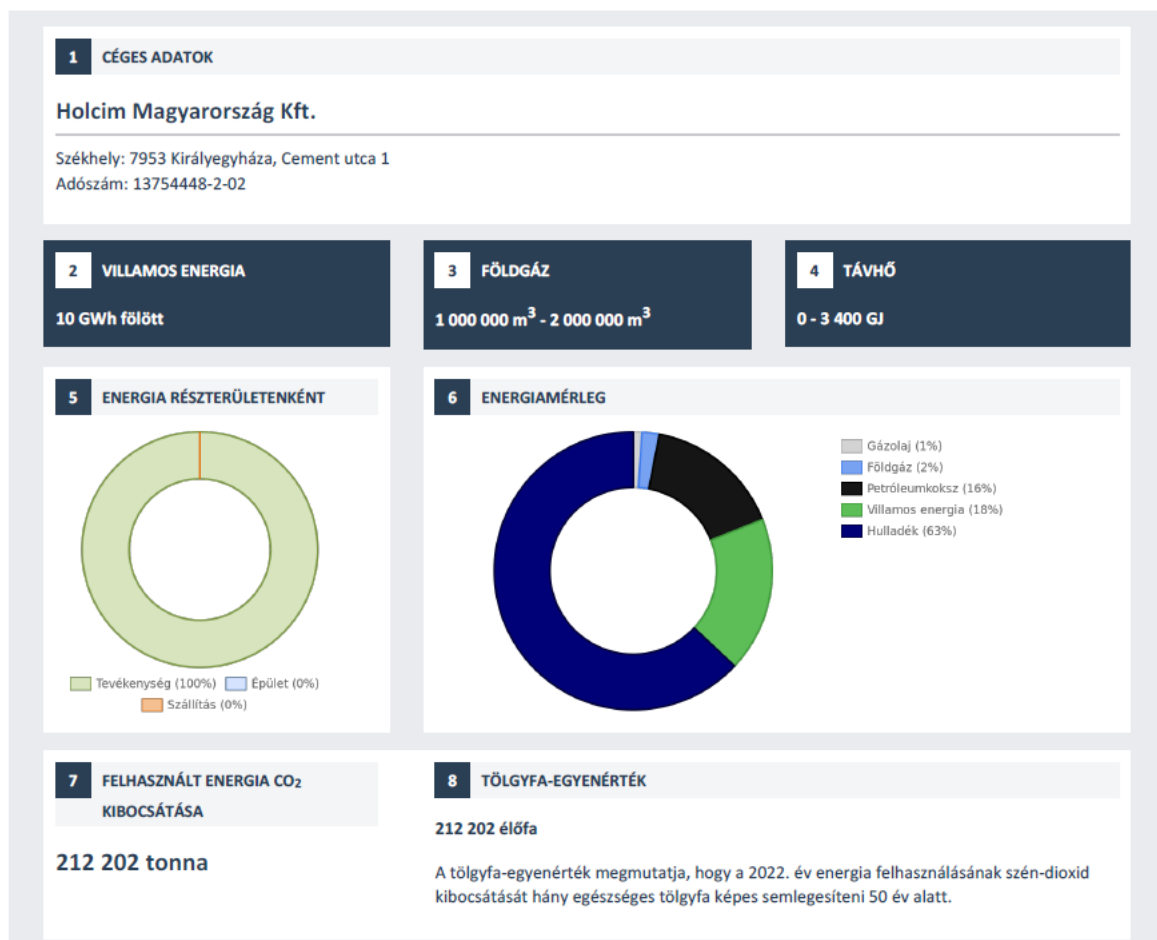 1 CÉGES ADATOK
Holcim Magyarország Kft.
Székhely: 7953 Királyegyháza, Cement utca 1
Adószám: 13754448-2-02
2 VILLAMOS ENERGIA
10 GWh fölött
3 FÖLDGÁZ
1 000 000 m³ - 2 000 000 m³
4 TÁVHŐ
0 - 3 400 GJ
5 ENERGIA RÉSZTERÜLETENKÉNT
Tevékenység (100%) Épület (0%)
Szállítás (0%)
6 ENERGIAMÉRLEG
Gázolaj (1%)
Földgáz (2%)
Petróleumkoksz (16%)
Villamos energia (18%)
Hulladék (63%)
7 FELHASZNÁLT ENERGIA CO₂
KIBOCSÁTÁSA
212 202 tonna
8 TÖLGYFA-EGYENÉRTÉK
212 202 élőfa
A tölgyfa-egyenérték megmutatja, hogy a 2022. év energia felhasználásának szén-dioxid
kibocsátását hány egészséges tölgyfa képes semlegesíteni 50 év alatt.